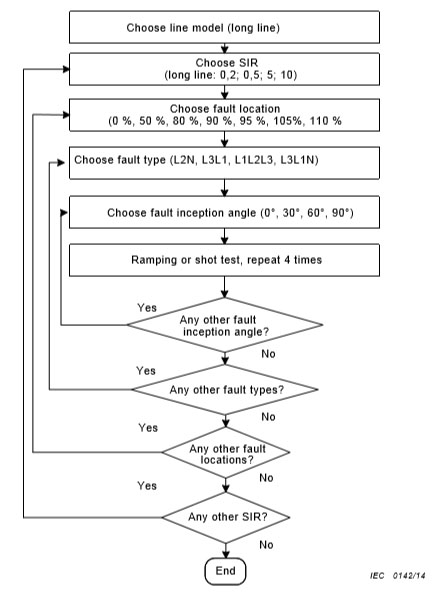 Choose line model (long line)
Choose SIR
(long line: 0,2; 0,5; 5; 10)
Choose fault location
(0 %, 50 %, 80 %, 90 %, 95 %, 105%, 110 %
Choose fault type (L2N, L3L1, L1L2L3, L3L1N)
Choose fault inception angle (0°, 30°, 60°, 90°)
Ramping or shot test, repeat 4 times
Yes
Any other fault
inception angle?
No
Yes
Any other fault types?
No
Yes
Any other fault
locations?
No
Yes
Any other SIR?
No
End
IEC 0142/14